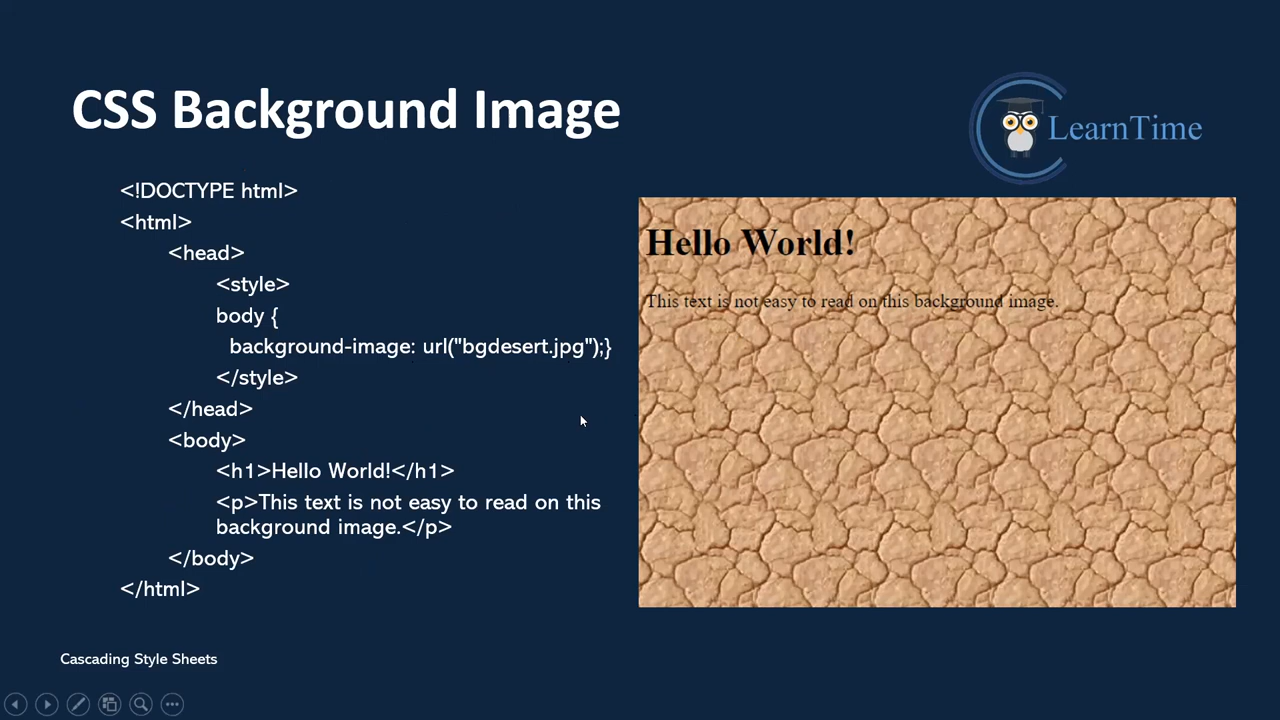 CSS Background Image
LearnTime
<!DOCTYPE html>
<html>
<head>
<style>
body {
background-image: url("bgdesert.jpg");}
</style>
</head>
<body>
<h1>Hello World!</h1>
<p>This text is not easy to read on this
background image.</p>
</body>
</html>
Hello World!
This text is not easy to read on this background image.
Cascading Style Sheets